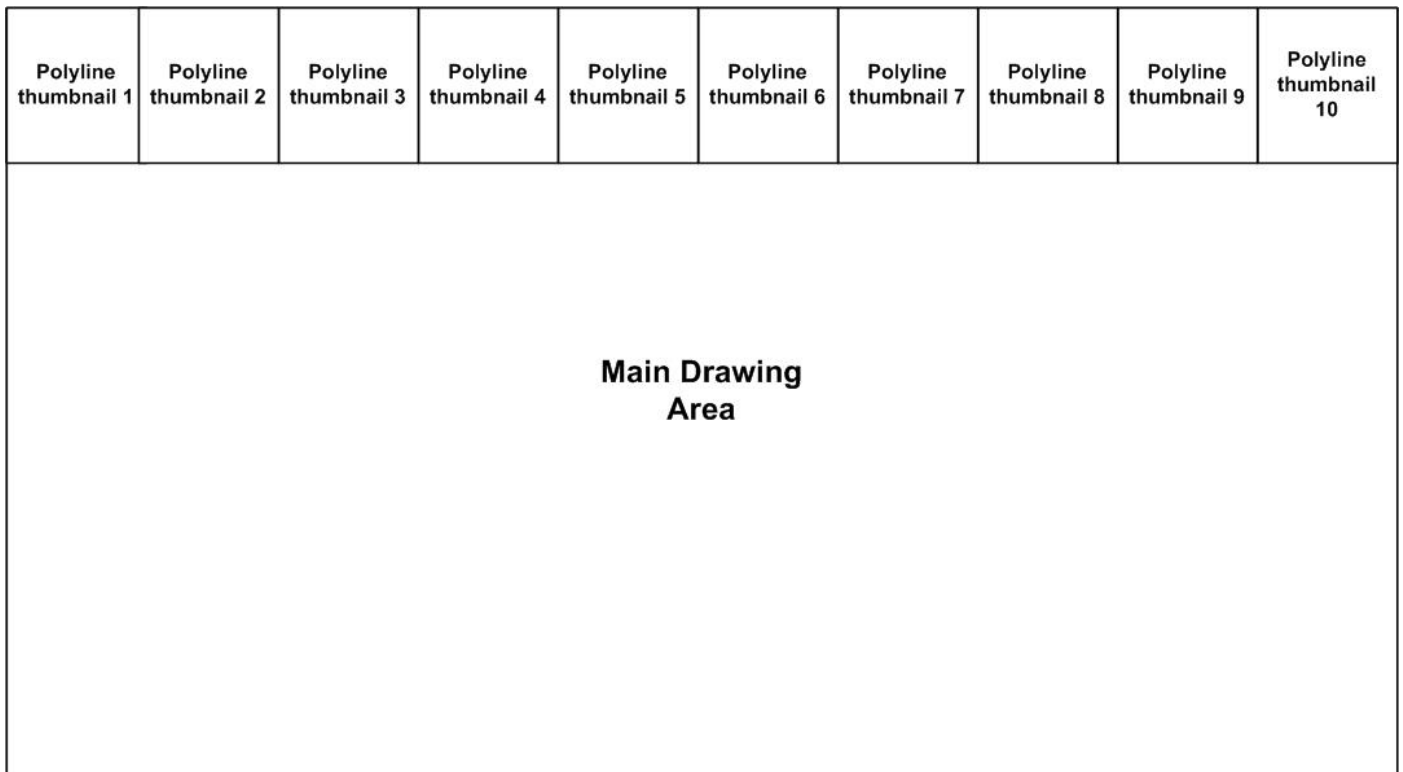 Polyline
thumbnail 1
Polyline
thumbnail 2
Polyline
thumbnail 3
Polyline
thumbnail 4
Polyline
thumbnail 5
Polyline
thumbnail 6
Polyline
thumbnail 7
Polyline
thumbnail 8
Polyline
thumbnail 9
Polyline
thumbnail
10
Main Drawing
Area